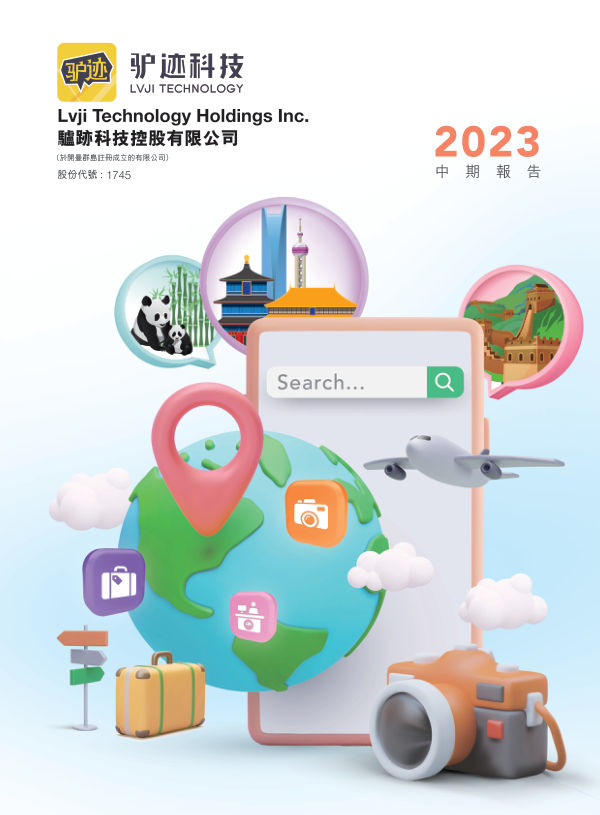 驴迹
驴迹科技
LVJI TECHNOLOGY
Lvji Technology Holdings Inc.
驢跡科技控股有限公司
(於開曼群島註冊成立的有限公司)
股份代號：1745
2023
中期報告
Search...